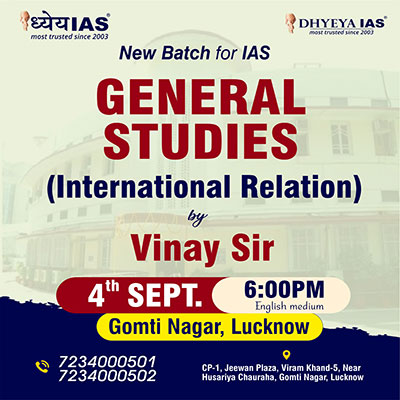 ध्येयIAS®
most trusted since 2003
DHYEYA IAS®
most trusted since 2003
New Batch for IAS
GENERAL
STUDIES
(International Relation)
by
Vinay Sir
4th SEPT.
6:00PM
English medium
Gomti Nagar, Lucknow
7234000501
7234000502
CP-1, Jeewan Plaza, Viram Khand-5, Near
Husariya Chauraha, Gomti Nagar, Lucknow